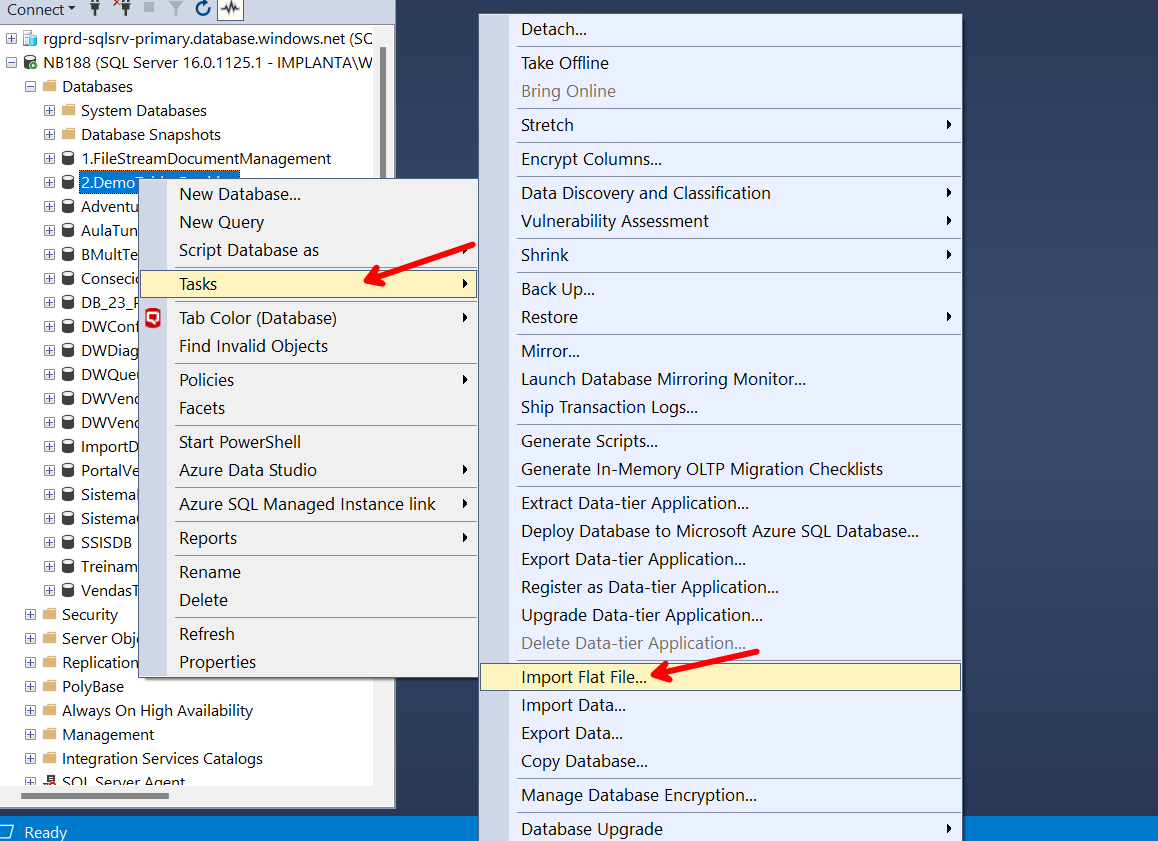 Connect
rgprd-sqlsrv-primary.database.windows.net (SQ
NB188 (SQL Server 16.0.1125.1 - IMPLANTA\W
Databases
System Databases
Database Snapshots
1.FileStreamDocumentManagement
2.Demo
Adventu
AulaTun
BMultTe
Consecio
DB_23_
DWConf
DWDiag
DWQue
DWVeno
DWVeno
ImportD
PortalVe
Sistema
Sistema
SSISDB
Treinam
VendasT
Security
Server Obj
Replication
PolyBase
Always On High Availability
Management
Integration Services Catalogs
SQL Server Agent
Ready
New Database...
New Query
Script Database as
Tasks
Tab Color (Database)
Find Invalid Objects
Policies
Facets
Start PowerShell
Azure Data Studio
Azure SQL Managed Instance link
Reports
Rename
Delete
Refresh
Properties
Detach...
Take Offline
Bring Online
Stretch
Encrypt Columns...
Data Discovery and Classification
Vulnerability Assessment
Shrink
Back Up...
Restore
Mirror...
Launch Database Mirroring Monitor...
Ship Transaction Logs...
Generate Scripts...
Generate In-Memory OLTP Migration Checklists
Extract Data-tier Application...
Deploy Database to Microsoft Azure SQL Database...
Export Data-tier Application...
Register as Data-tier Application...
Upgrade Data-tier Application...
Delete Data-tier Application...
Import Flat File...
Import Data...
Export Data...
Copy Database...
Manage Database Encryption...
Database Upgrade